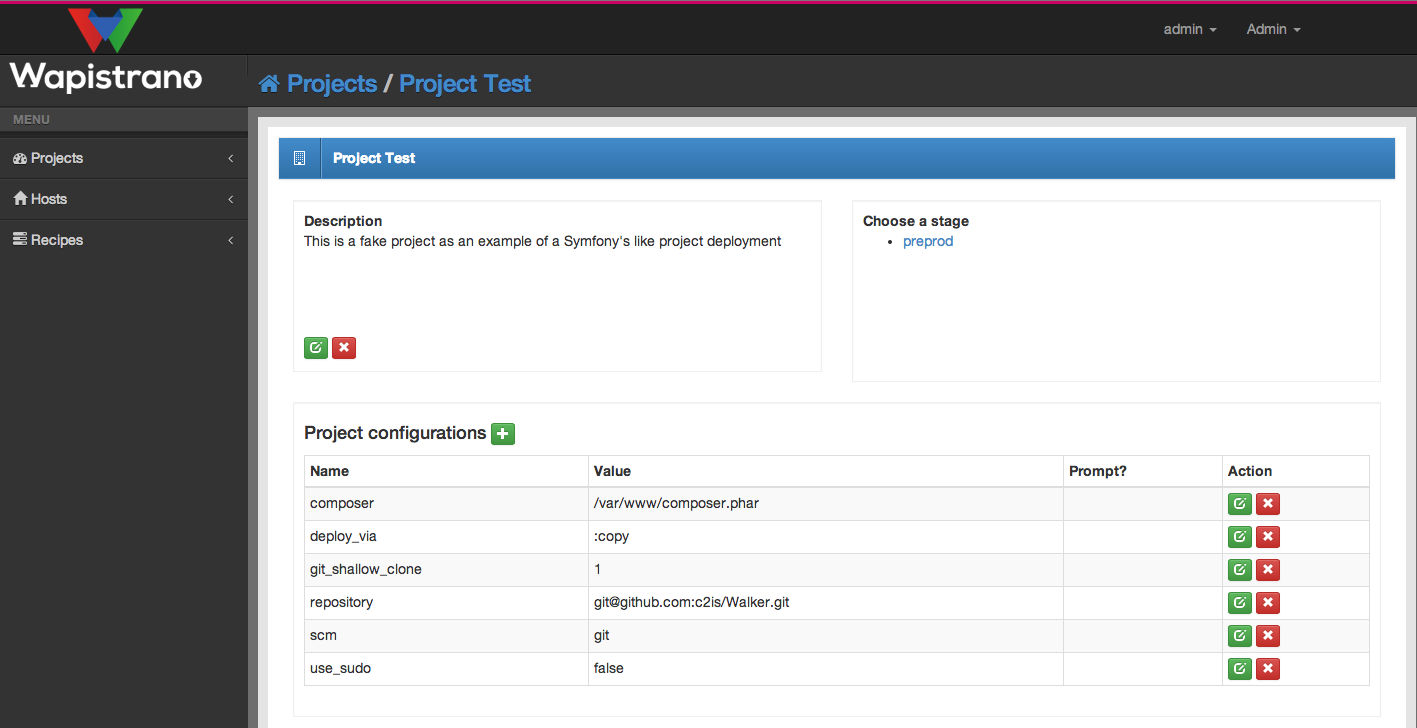 admin Admin
Wapistrano
Projects / Project Test
MENU
Projects
Hosts
Recipes
Project Test
Description
This is a fake project as an example of a Symfony's like project deployment
Choose a stage
preprod
Project configurations
Name Value Prompt? Action
composer /var/www/composer.phar
deploy_via :copy
git_shallow_clone 1
repository git@github.com:c2is/Walker.git
scm git
use_sudo false